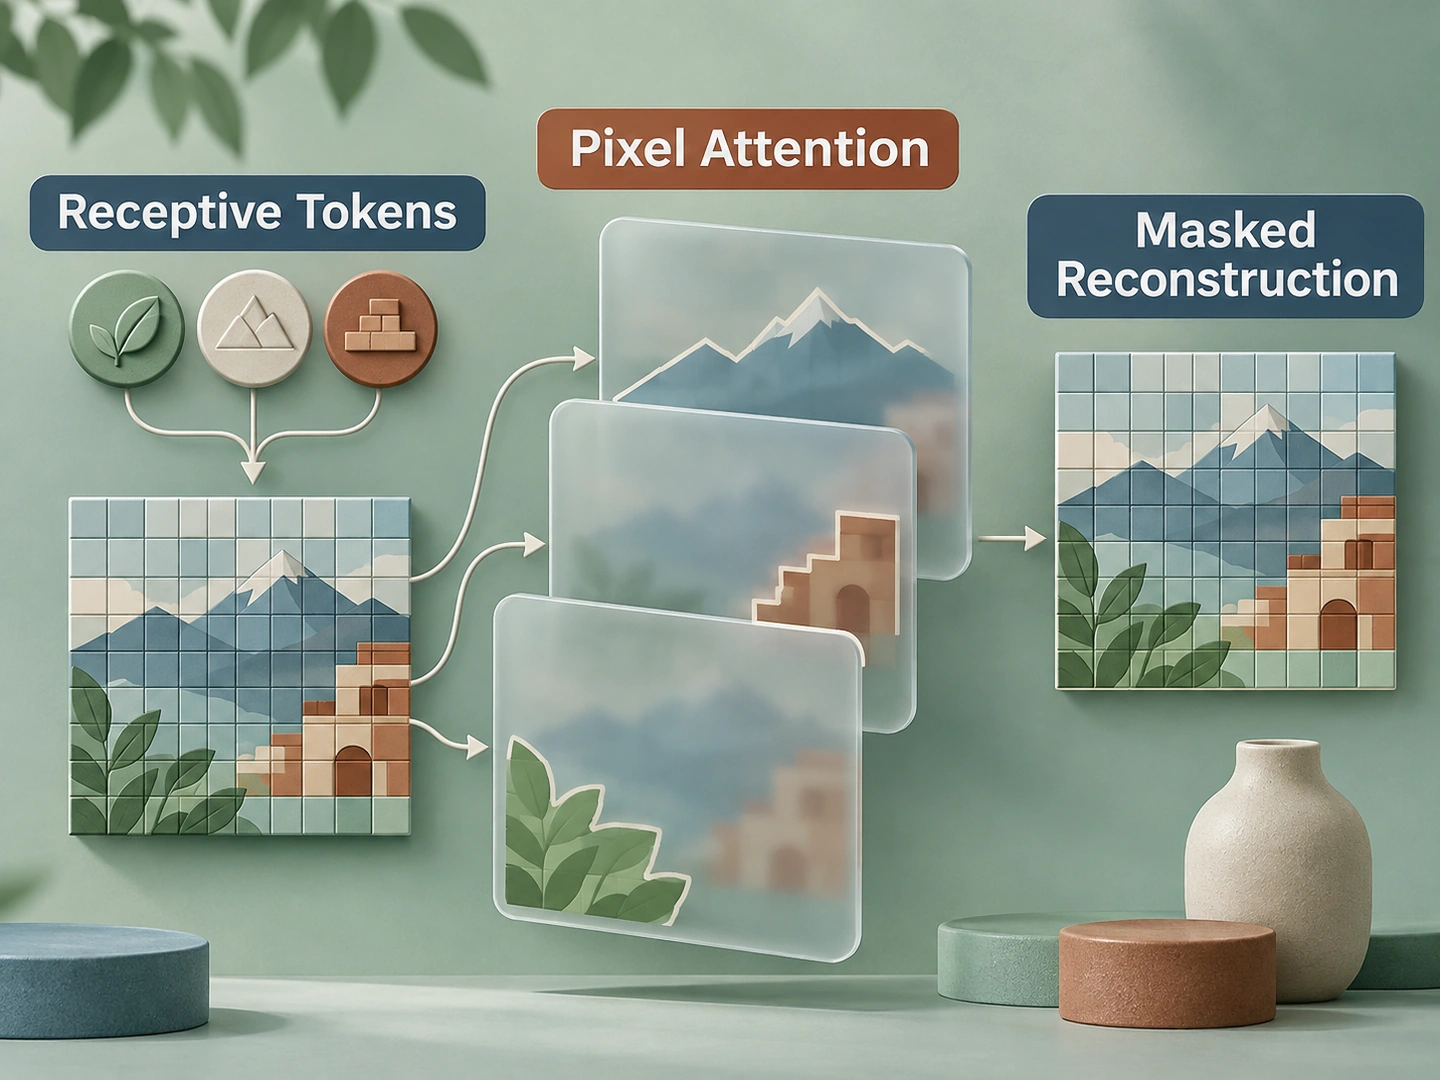 Receptive Tokens
Pixel Attention
Masked
Reconstruction